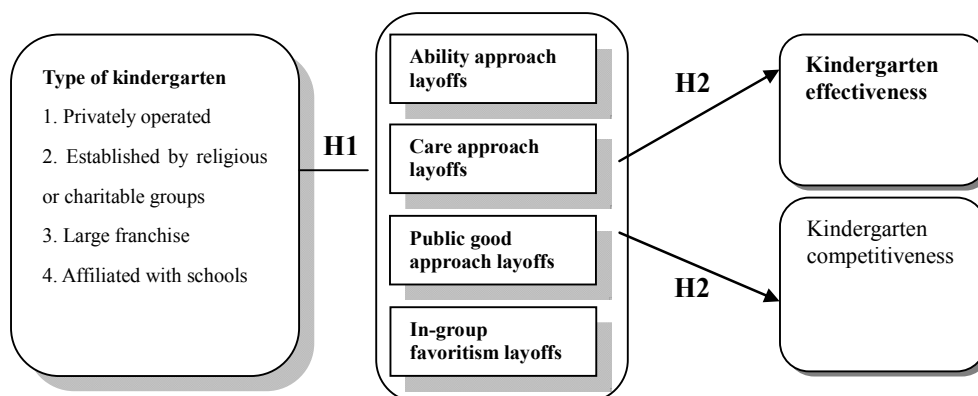 Type of kindergarten
1. Privately operated
2. Established by religious
or charitable groups
3. Large franchise
4. Affiliated with schools
H1
Ability approach
layoffs
Care approach
layoffs
Public good
approach layoffs
In-group
favoritism layoffs
H2
H2
Kindergarten
effectiveness
Kindergarten
competitiveness